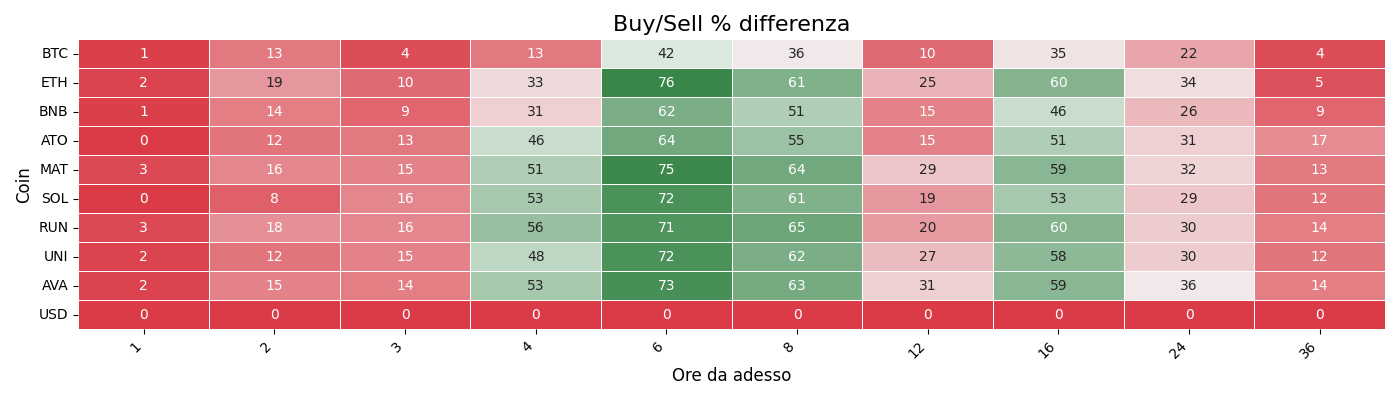 Buy/Sell % differenza
Coin
BTC 1 13 4 13 42 36 10 35 22 4
ETH 2 19 10 33 76 61 25 60 34 5
BNB 1 14 9 31 62 51 15 46 26 9
ATO 0 12 13 46 64 55 15 51 31 17
MAT 3 16 15 51 75 64 29 59 32 13
SOL 0 8 16 53 72 61 19 53 29 12
RUN 3 18 16 56 71 65 20 60 30 14
UNI 2 12 15 48 72 62 27 58 30 12
AVA 2 15 14 53 73 63 31 59 36 14
USD 0 0 0 0 0 0 0 0 0 0
1 2 3 4 6 8 12 16 24 36
Ore da adesso